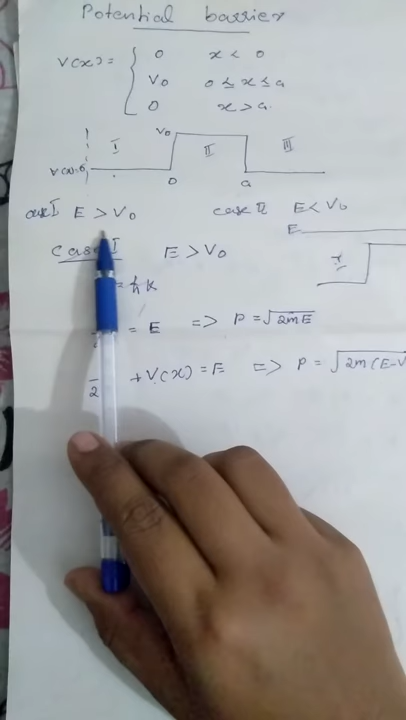 Potential barrier
V(x) = { 0 x < 0
V₀ 0 ≤ x ≤ a
0 x > a.
V₀ I II III
V(x)=0 0 a
case I E > V₀ case II E < V₀
E
Case I E > V₀
I
= ħk
= E => P = √2mE
2 + V(x) = E => P = √2m(E-V